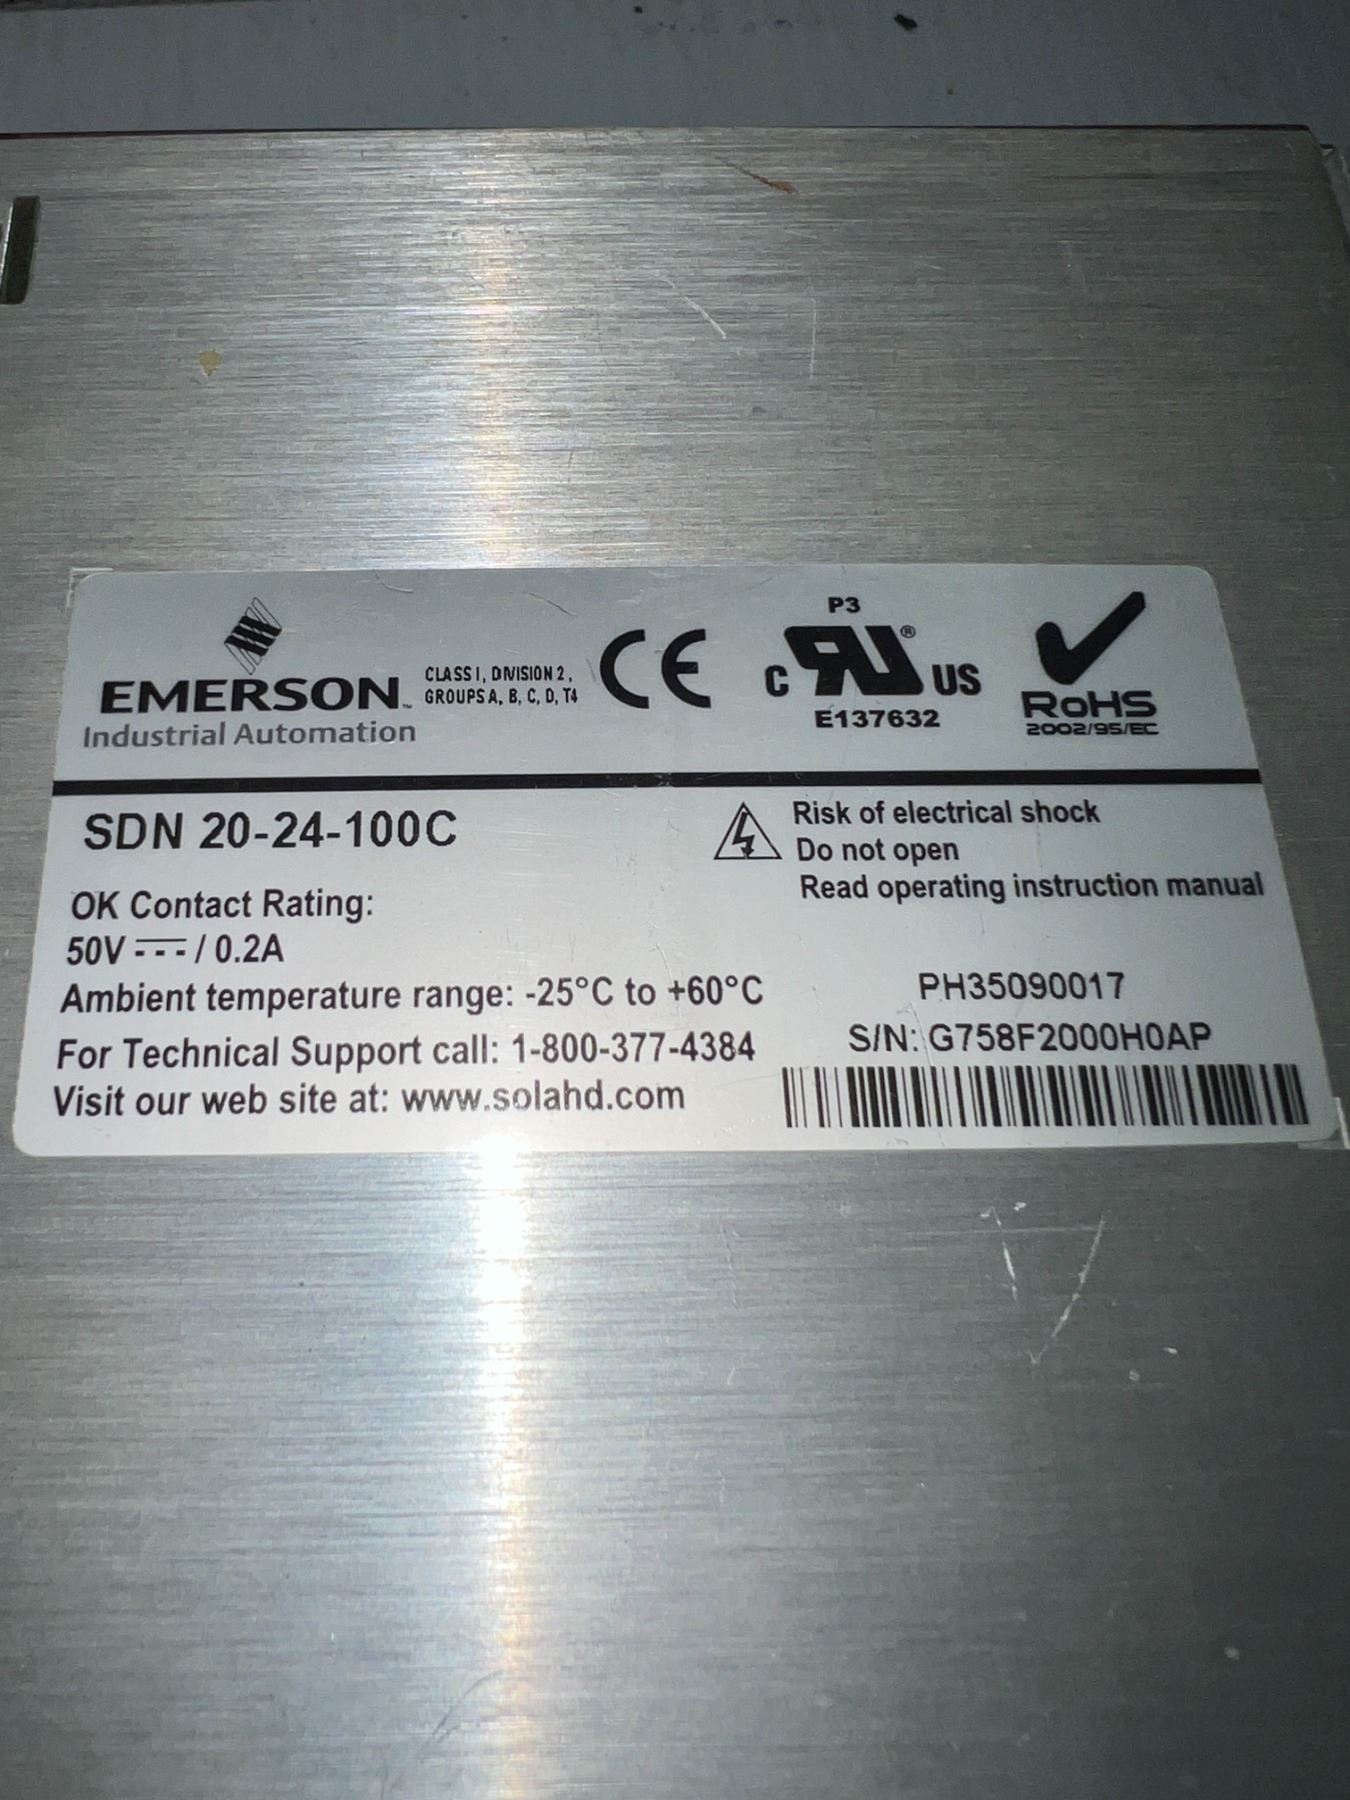 EMERSON™
Industrial Automation
CLASS I, DIVISION 2,
GROUPS A, B, C, D, T4
CE
P3
C RU® US
E137632
RoHS
2002/95/EC
SDN 20-24-100C
Risk of electrical shock
Do not open
Read operating instruction manual
OK Contact Rating:
50V ⎓ / 0.2A
Ambient temperature range: -25°C to +60°C
For Technical Support call: 1-800-377-4384
Visit our web site at: www.solahd.com
PH35090017
S/N: G758F2000H0AP